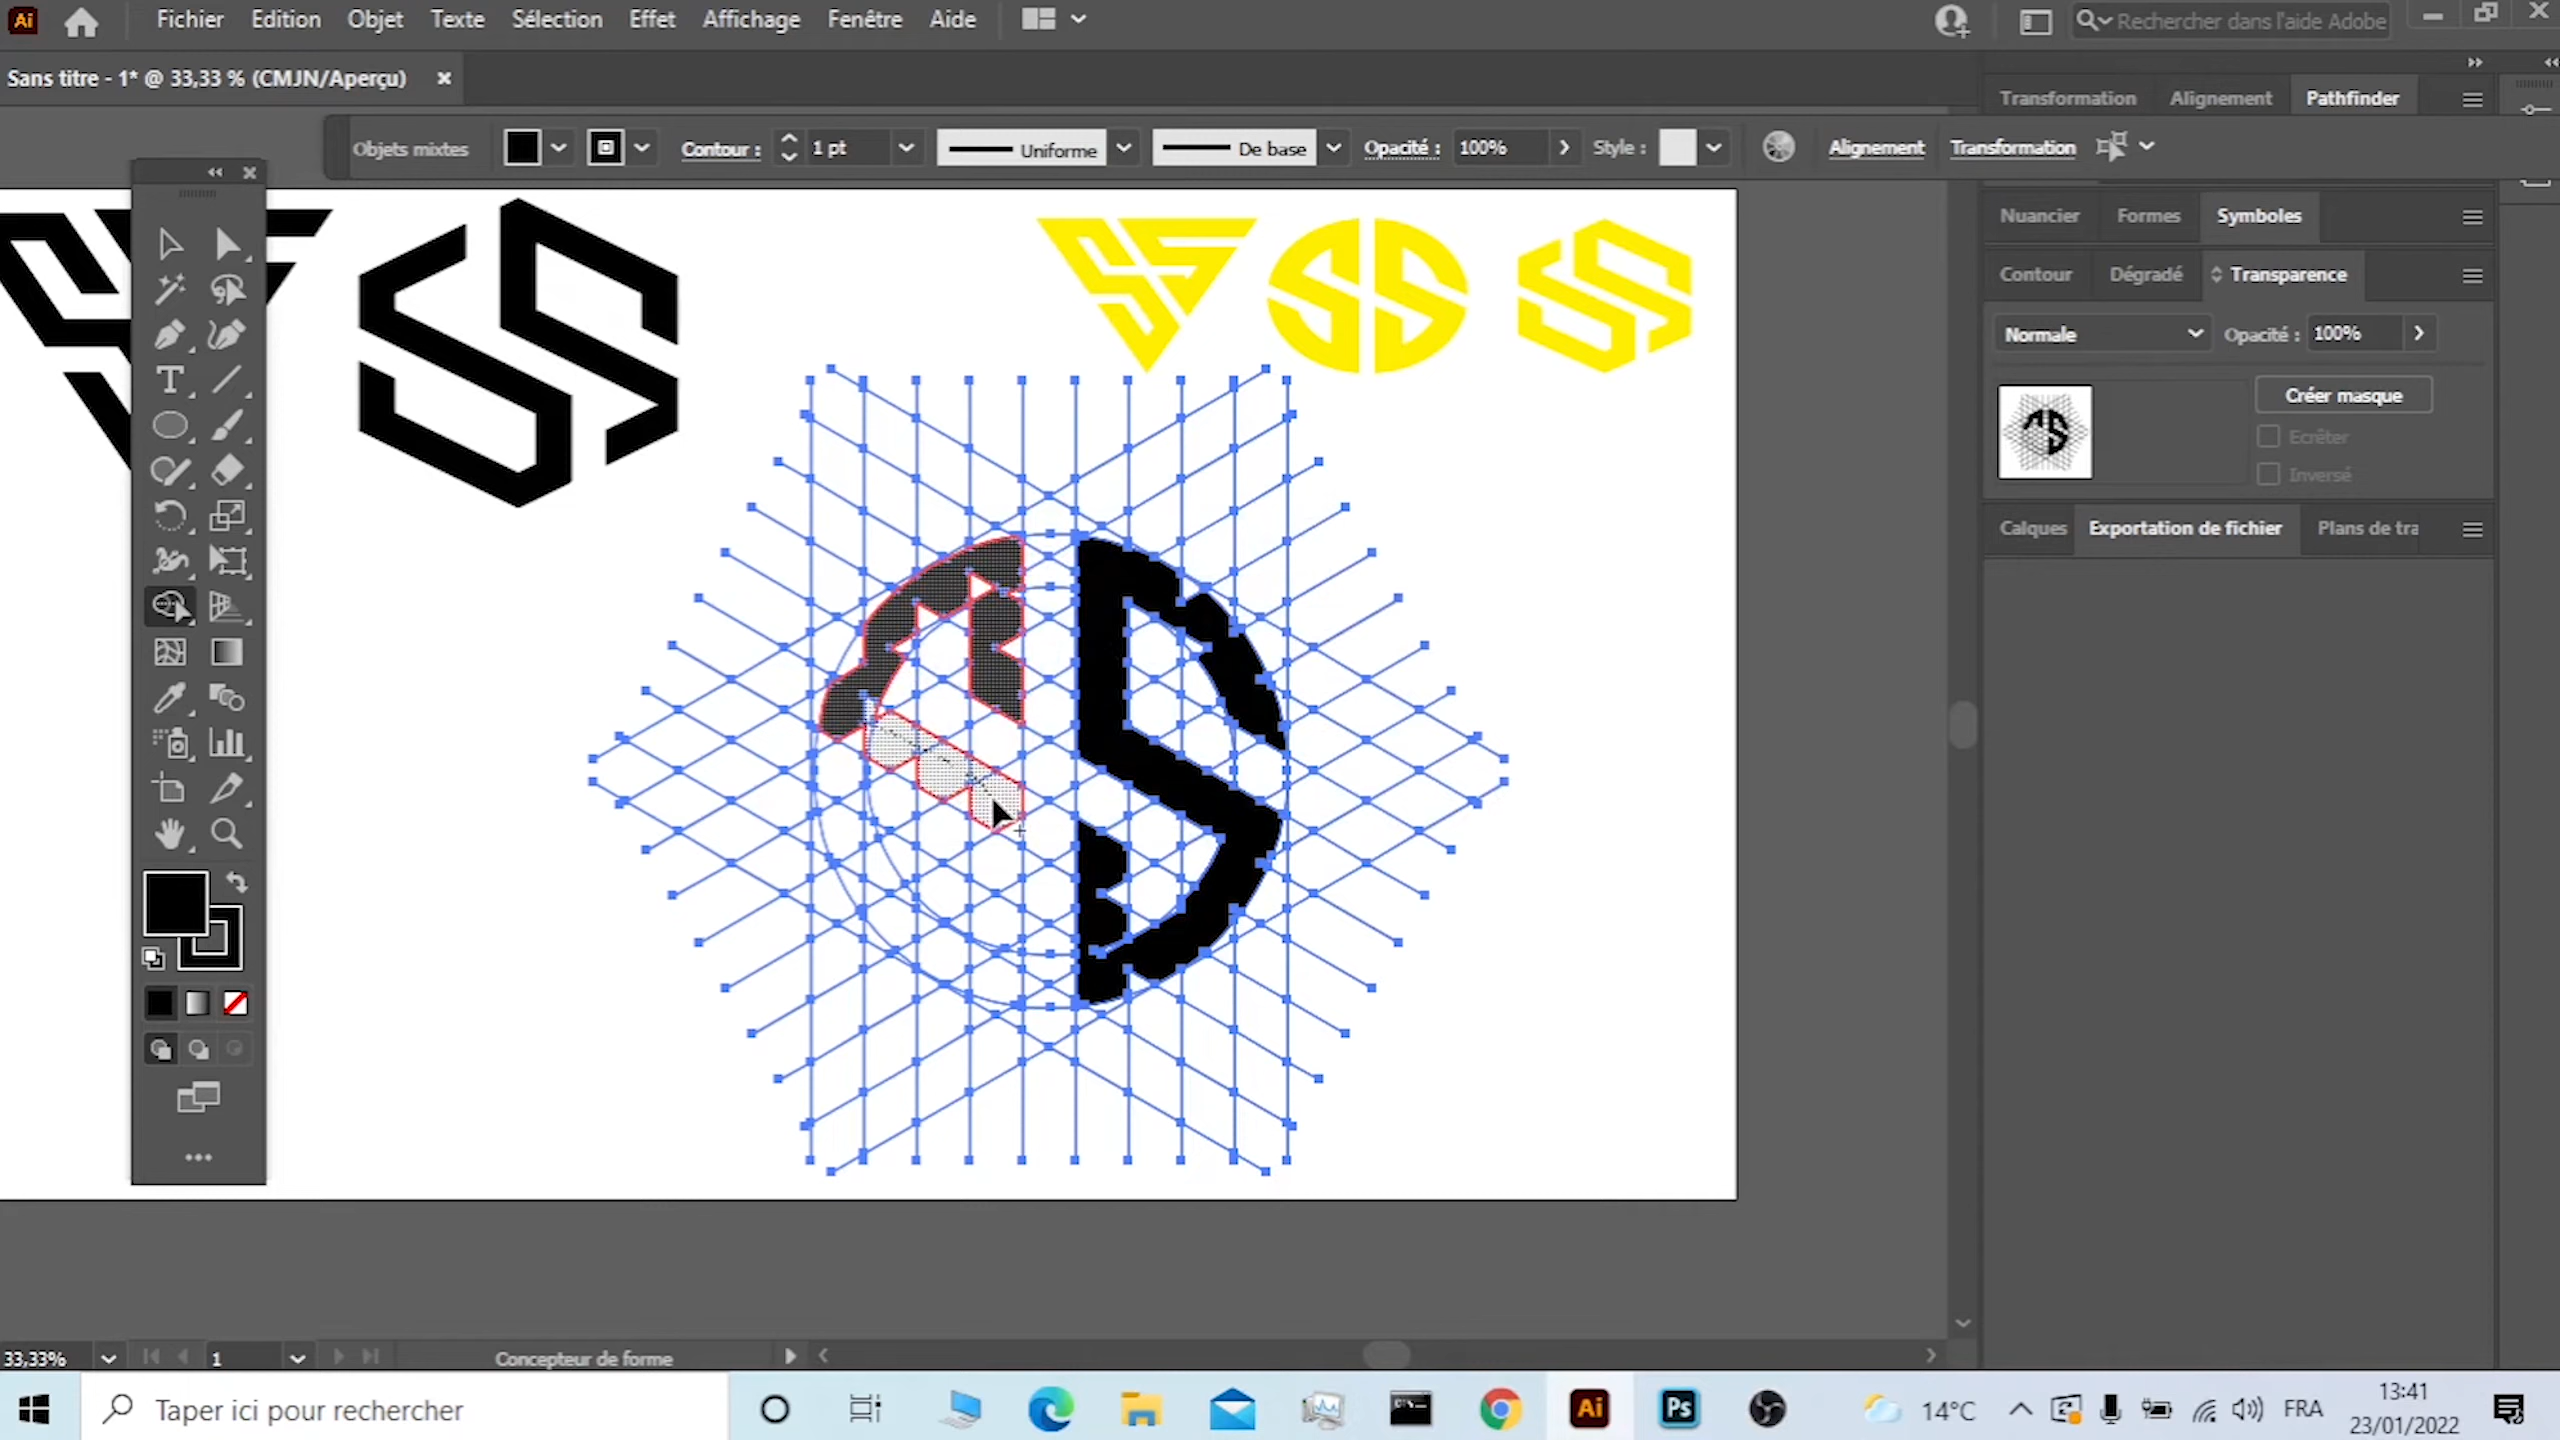 Ai Fichier Edition Objet Texte Sélection Effet Affichage Fenêtre Aide Rechercher dans l'aide Adobe
Sans titre - 1* @ 33,33 % (CMJN/Aperçu)
Transformation Alignement Pathfinder
Objets mixtes Contour : 1 pt Uniforme De base Opacité : 100% Style : Alignement Transformation
Nuancier Formes Symboles
Contour Dégradé Transparence
Normale Opacité : 100%
Créer masque
Ecrêter
Inversé
Calques Exportation de fichier Plans de tra
33,33% 1 Concepteur de forme
Taper ici pour rechercher
Ai Ps 14°C FRA
13:41
23/01/2022